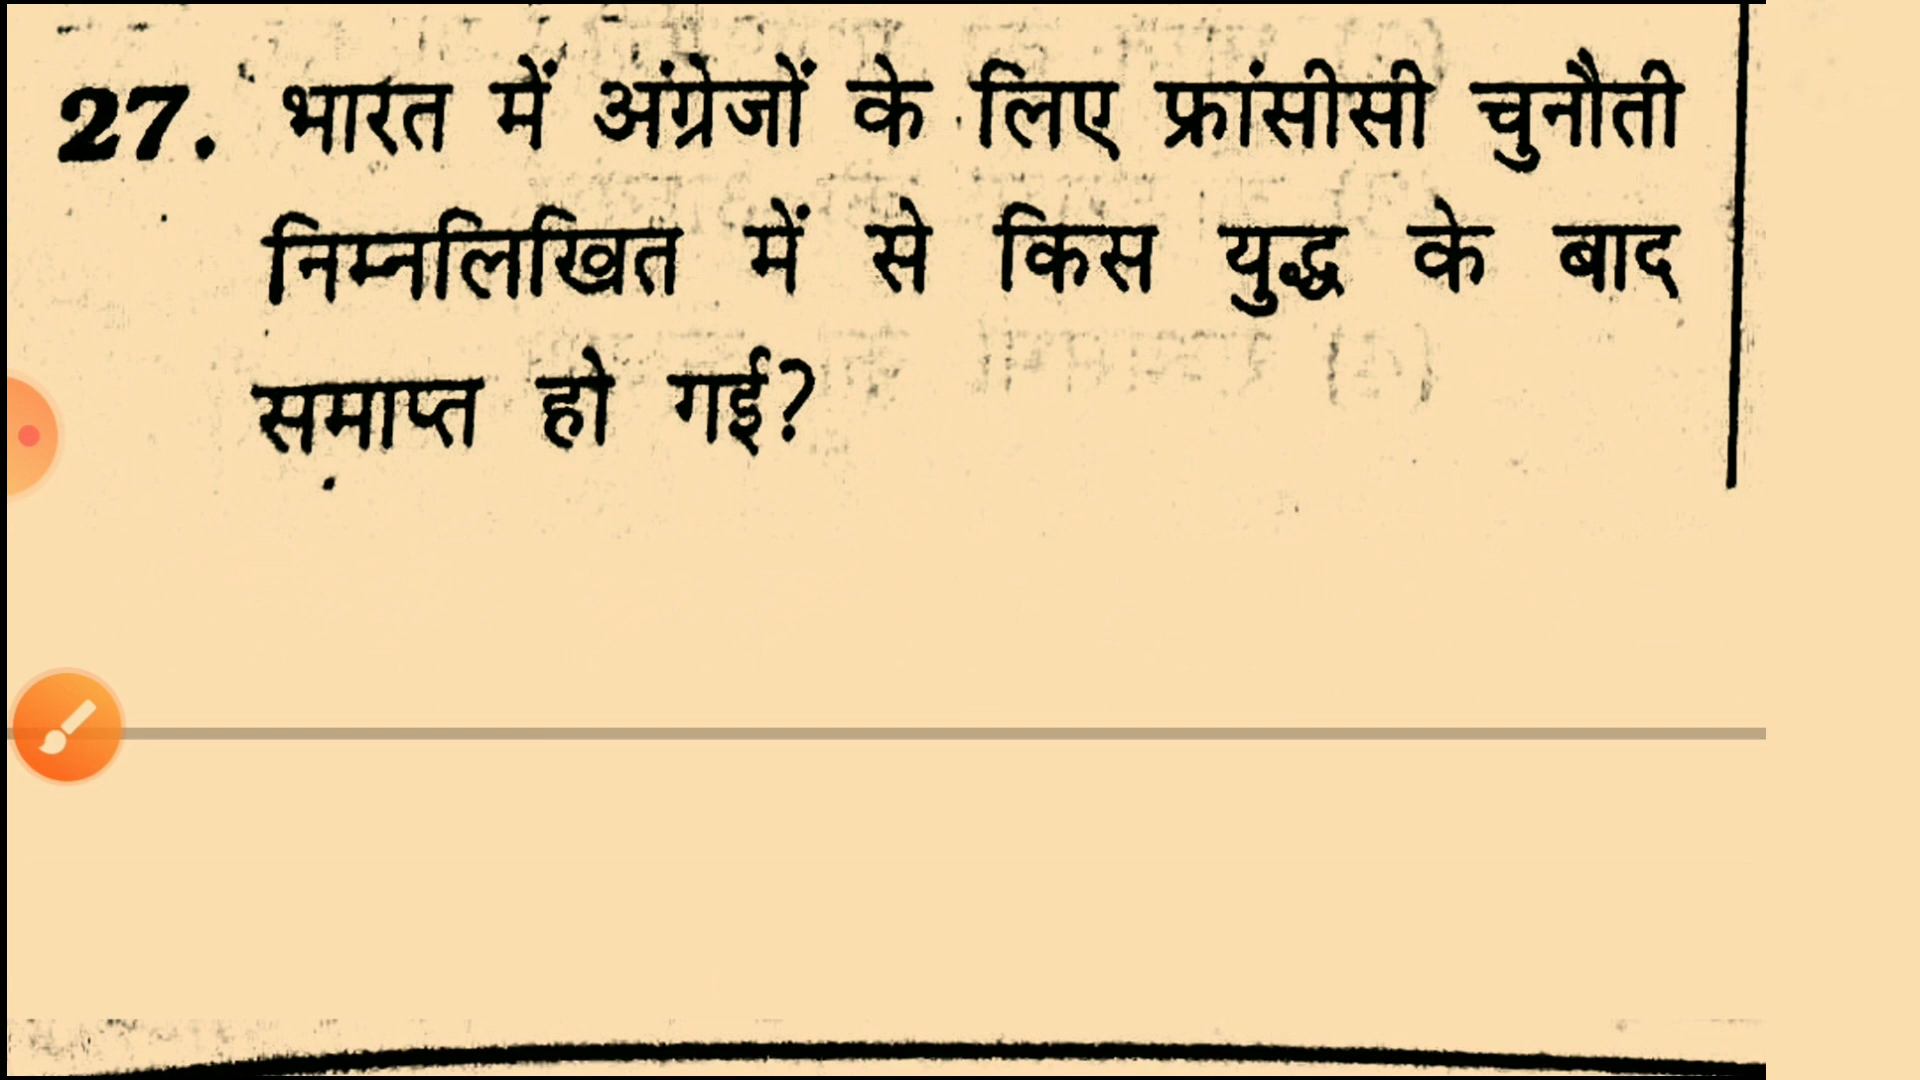 27. भारत में अंग्रेजों के लिए फ्रांसीसी चुनौती
निम्नलिखित में से किस युद्ध के बाद
समाप्त हो गई?